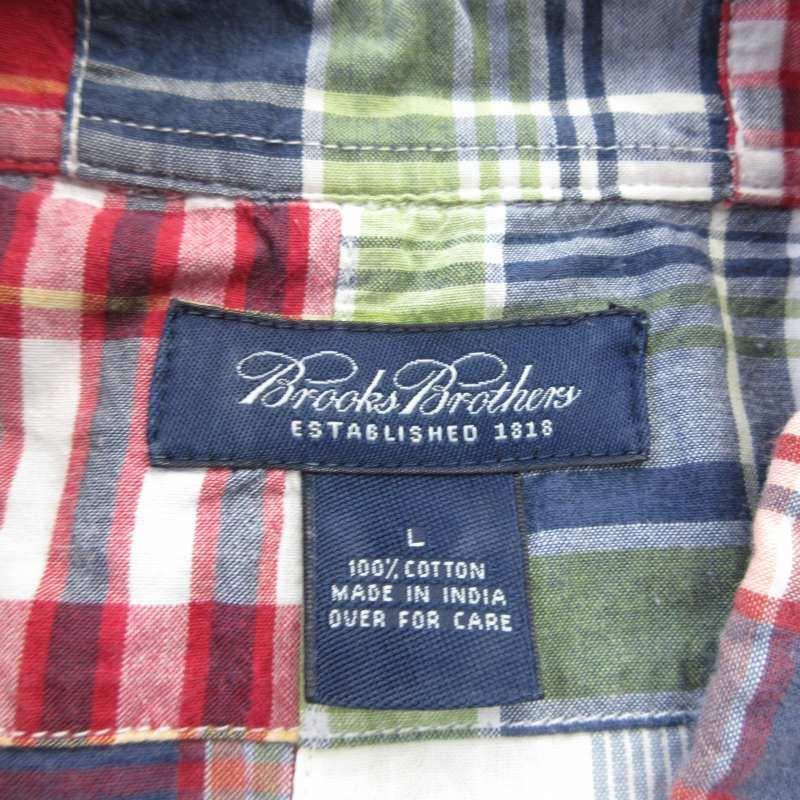 Brooks Brothers
ESTABLISHED 1818
L
100% COTTON
MADE IN INDIA
OVER FOR CARE